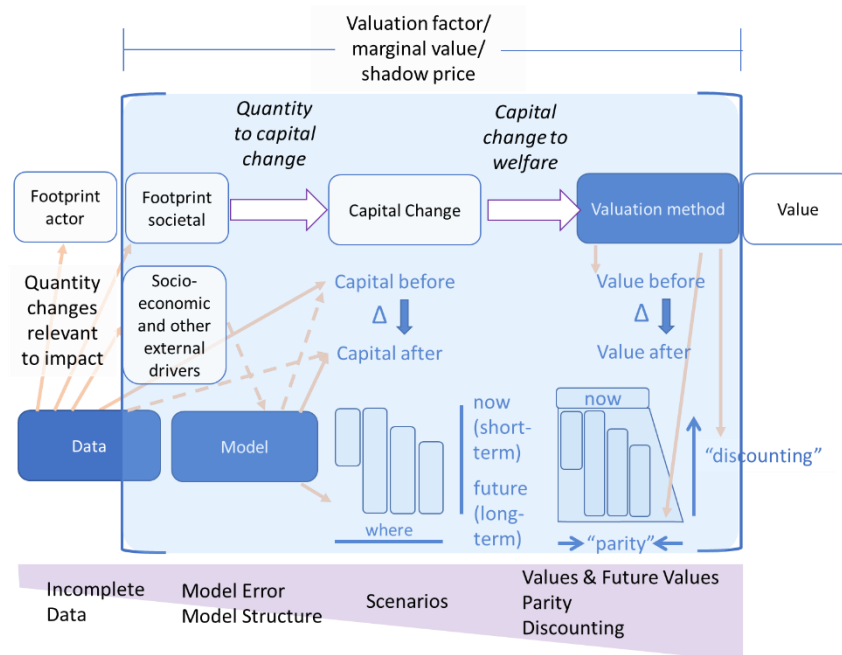 Valuation factor/
marginal value/
shadow price
Quantity
to capital
change
Capital
change to
welfare
Footprint
actor
Footprint
societal
Capital Change
Valuation method
Value
Quantity
changes
relevant
to impact
Socio-
economic
and other
external
drivers
Capital before
Δ
Capital after
Value before
Δ
Value after
Data
Model
now
(short-
term)
future
(long-
term)
where
now
"discounting"
"parity"
Incomplete
Data
Model Error
Model Structure
Scenarios
Values & Future Values
Parity
Discounting